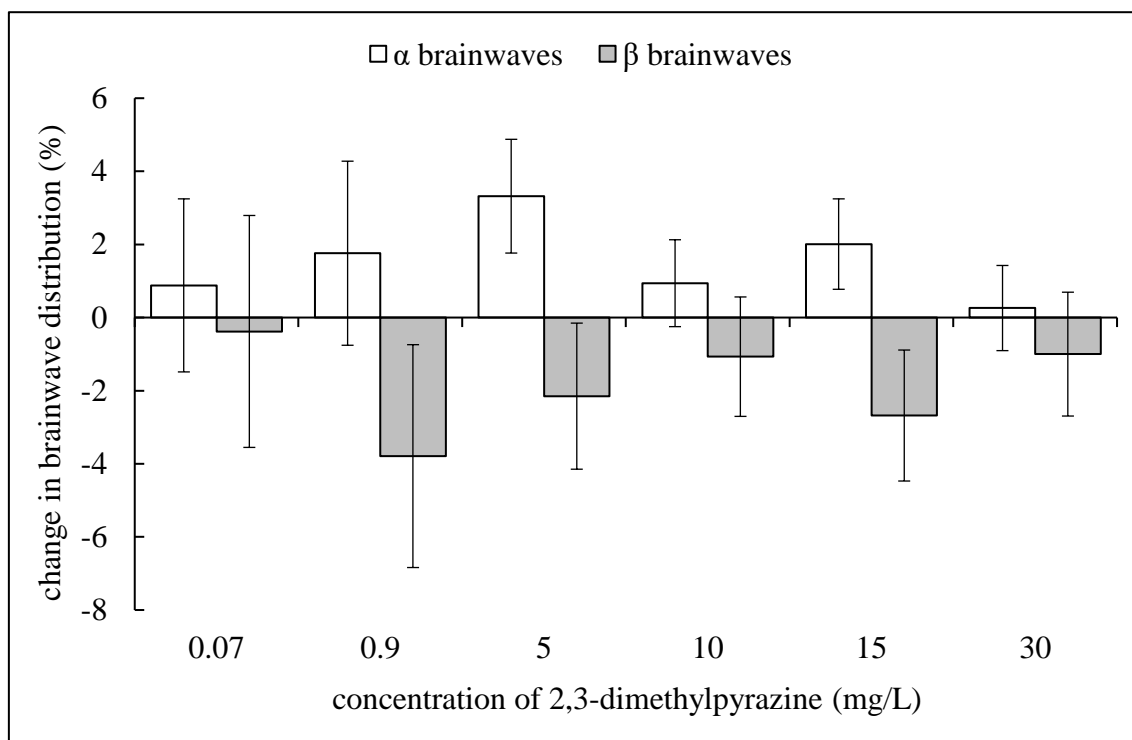 α brainwaves β brainwaves
change in brainwave distribution (%)
6
4
2
0
-2
-4
-6
-8
0.07 0.9 5 10 15 30
concentration of 2,3-dimethylpyrazine (mg/L)